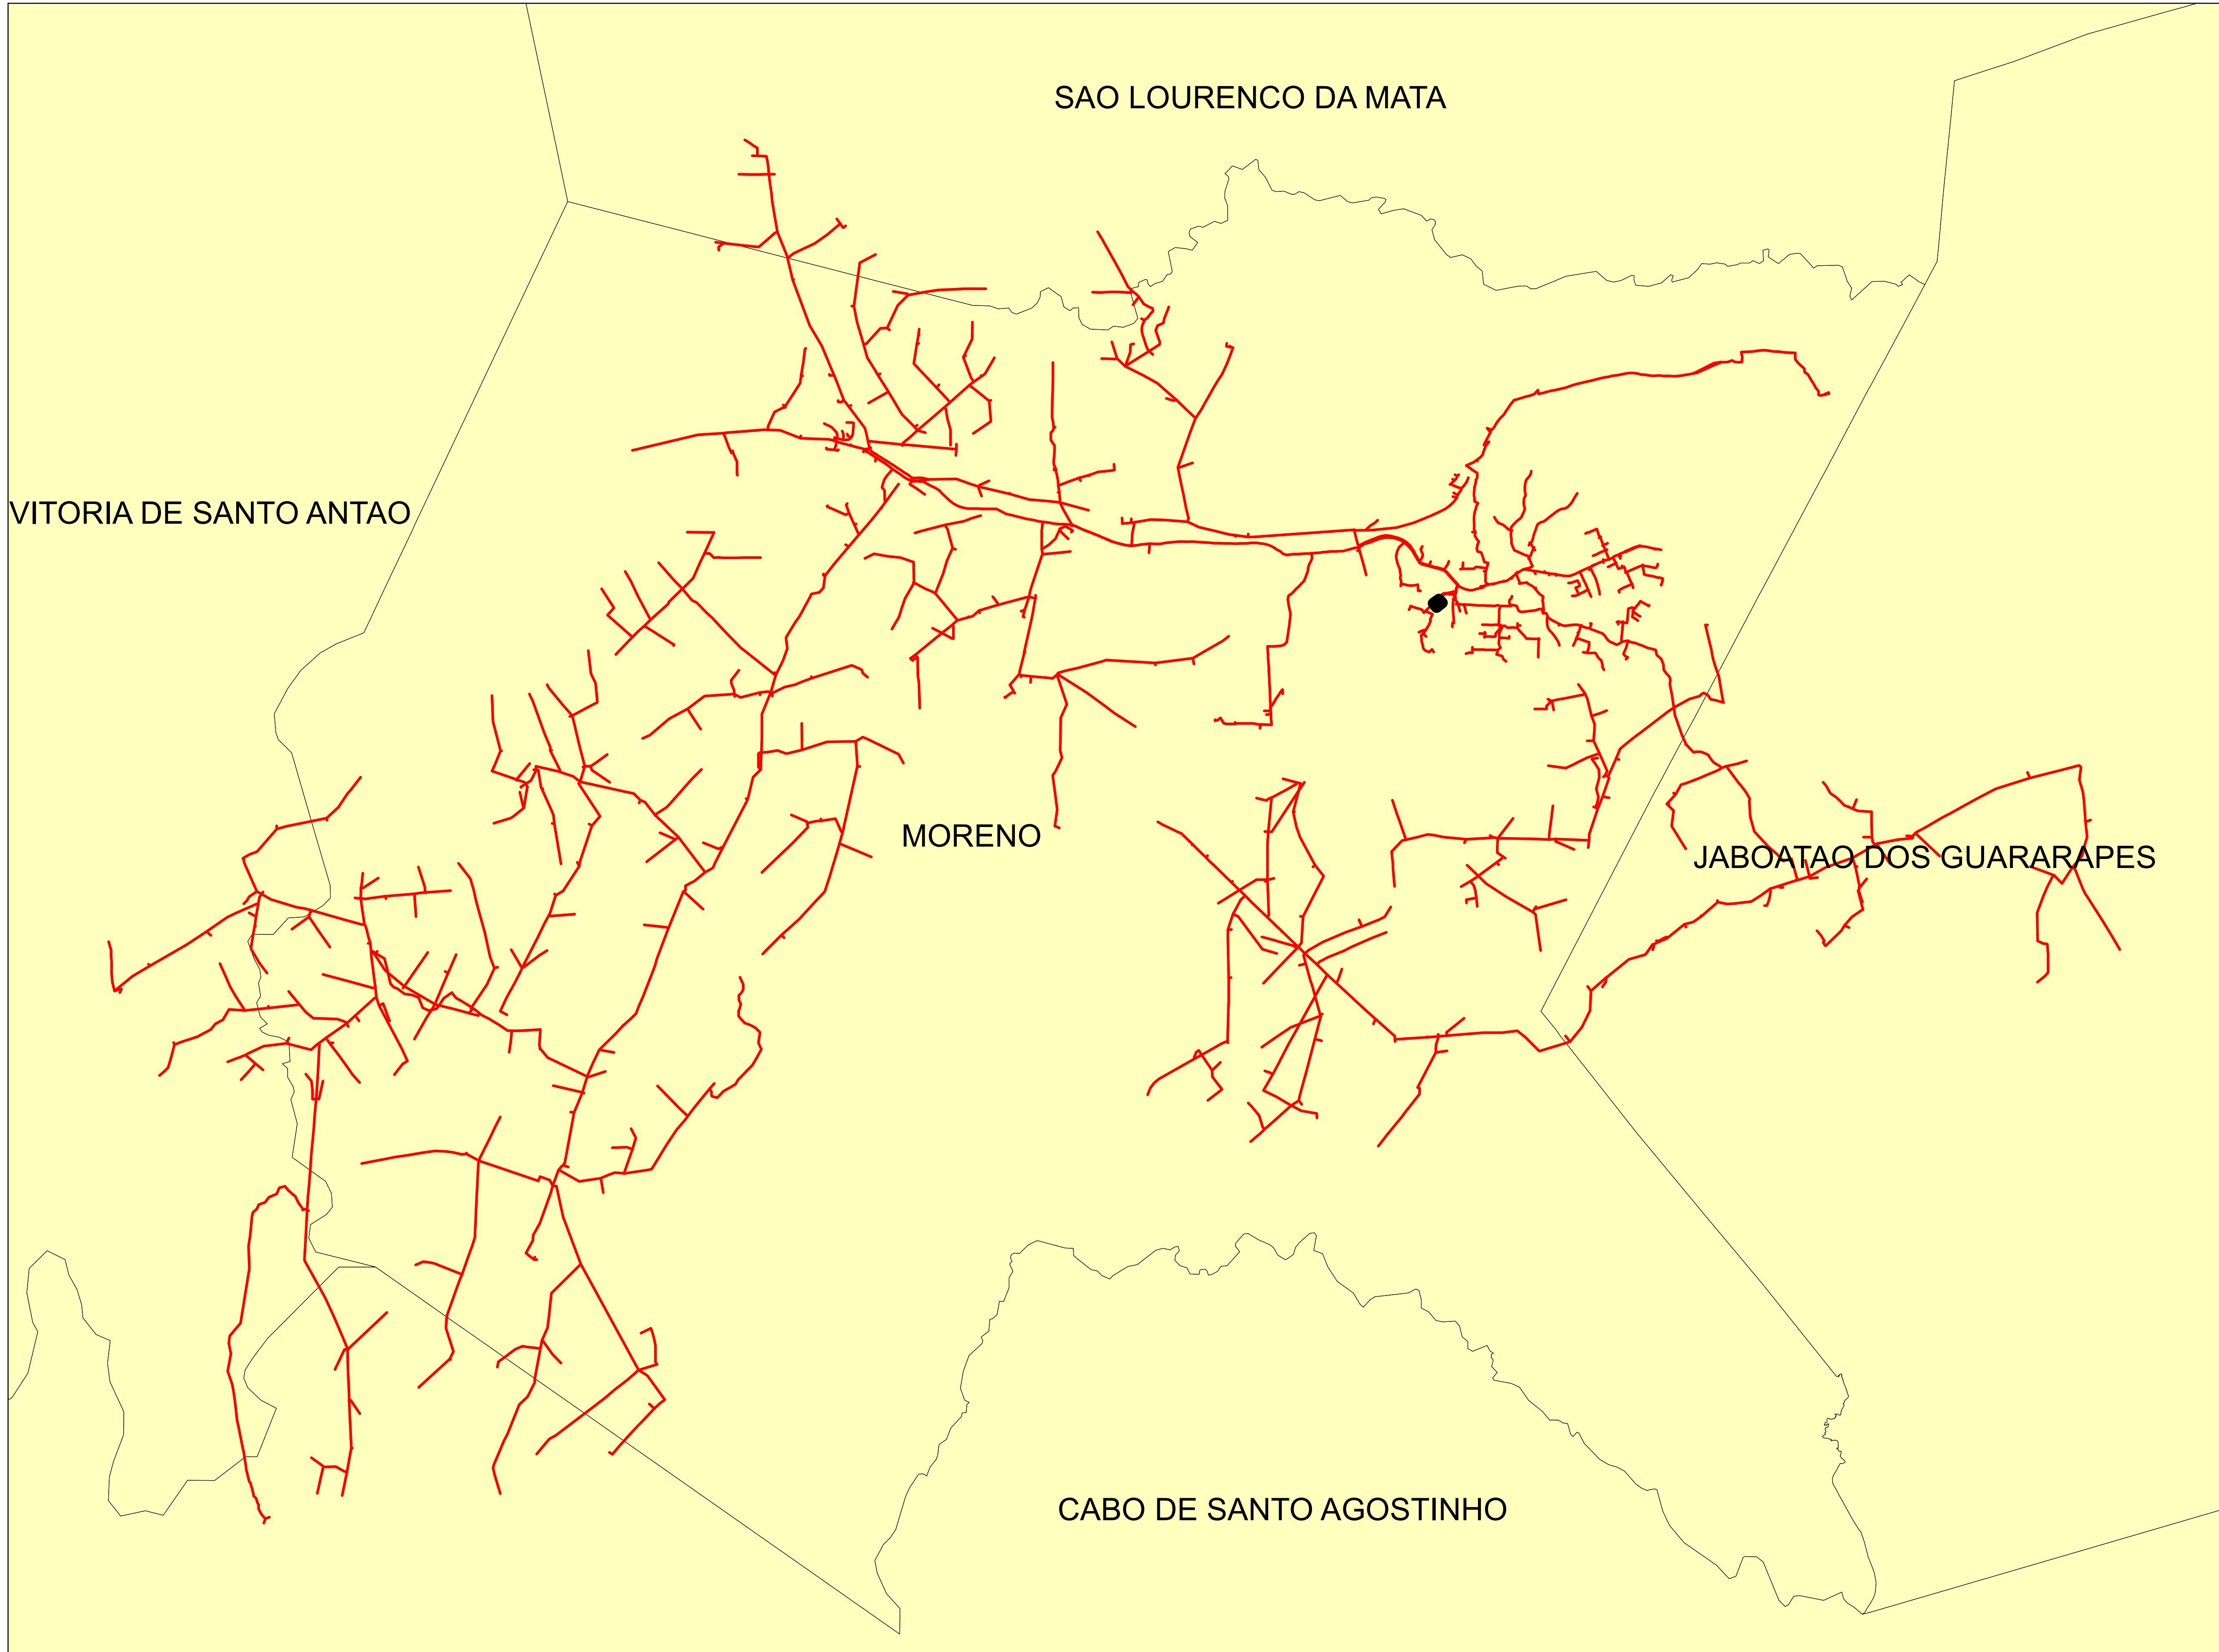 SAO LOURENCO DA MATA
VITORIA DE SANTO ANTAO
MORENO
JABOATAO DOS GUARARAPES
CABO DE SANTO AGOSTINHO